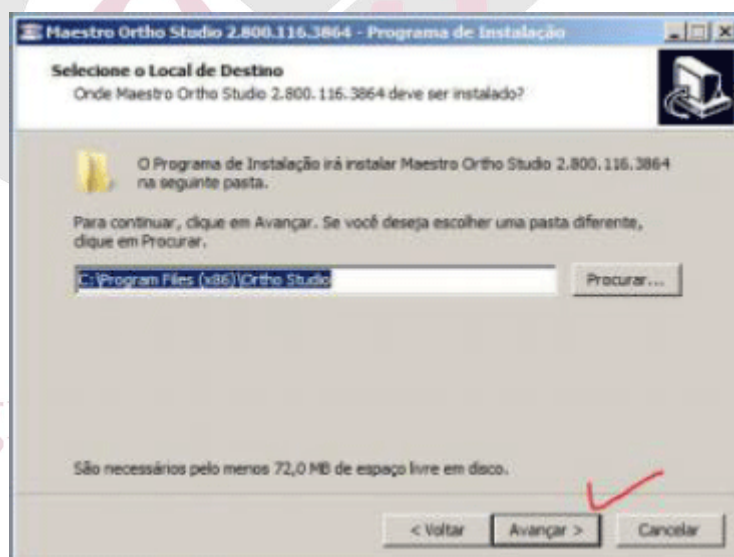 Maestro Ortho Studio 2.800.116.3864 - Programa de Instalação
Selecione o Local de Destino
Onde Maestro Ortho Studio 2.800.116.3864 deve ser instalado?
O Programa de Instalação irá instalar Maestro Ortho Studio 2.800.116.3864
na seguinte pasta.
Para continuar, clique em Avançar. Se você deseja escolher uma pasta diferente,
clique em Procurar.
C:\Program Files (x86)\Ortho Studio
Procurar...
São necessários pelo menos 72,0 MB de espaço livre em disco.
< Voltar
Avançar >
Cancelar